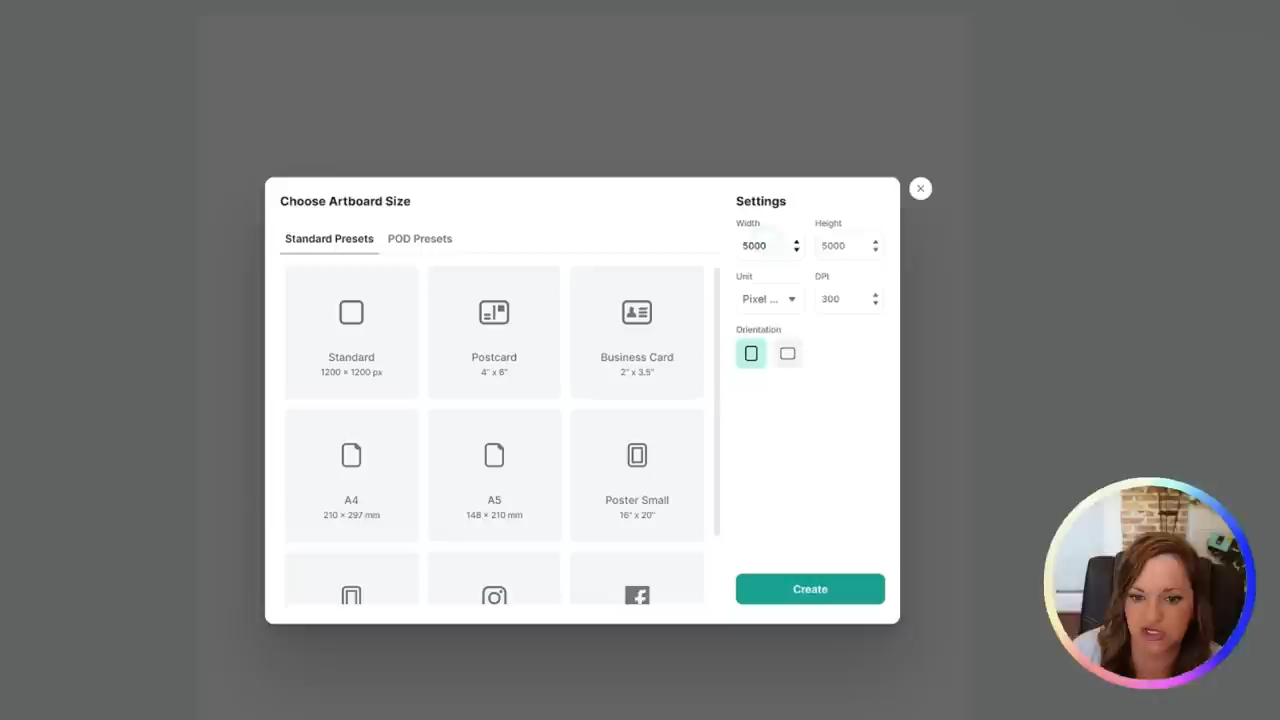 Choose Artboard Size
Standard Presets
POD Presets
Standard
1200 × 1200 px
Postcard
4" x 6"
Business Card
2" x 3.5"
A4
210 × 297 mm
A5
148 × 210 mm
Poster Small
16" x 20"
Settings
Width
Height
5000
5000
Unit
DPI
Pixel ...
300
Orientation
Create